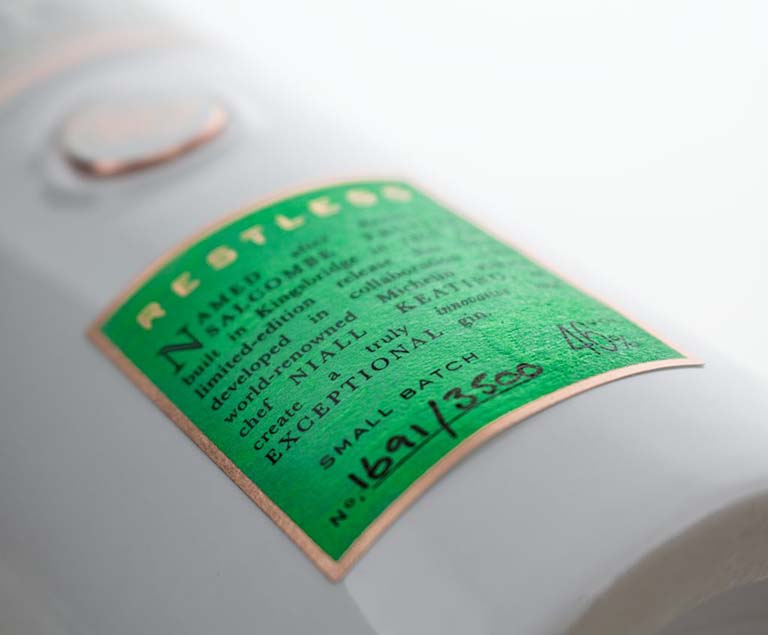 RESTLESS
NAMED after
SALCOMBE
built in Kingsbridge
limited-edition release
developed in collaboration
world-renowned Michelin
chef NIALL KEATING
create a truly innovative
EXCEPTIONAL gin.
SMALL BATCH 46%
No. 1691/3500